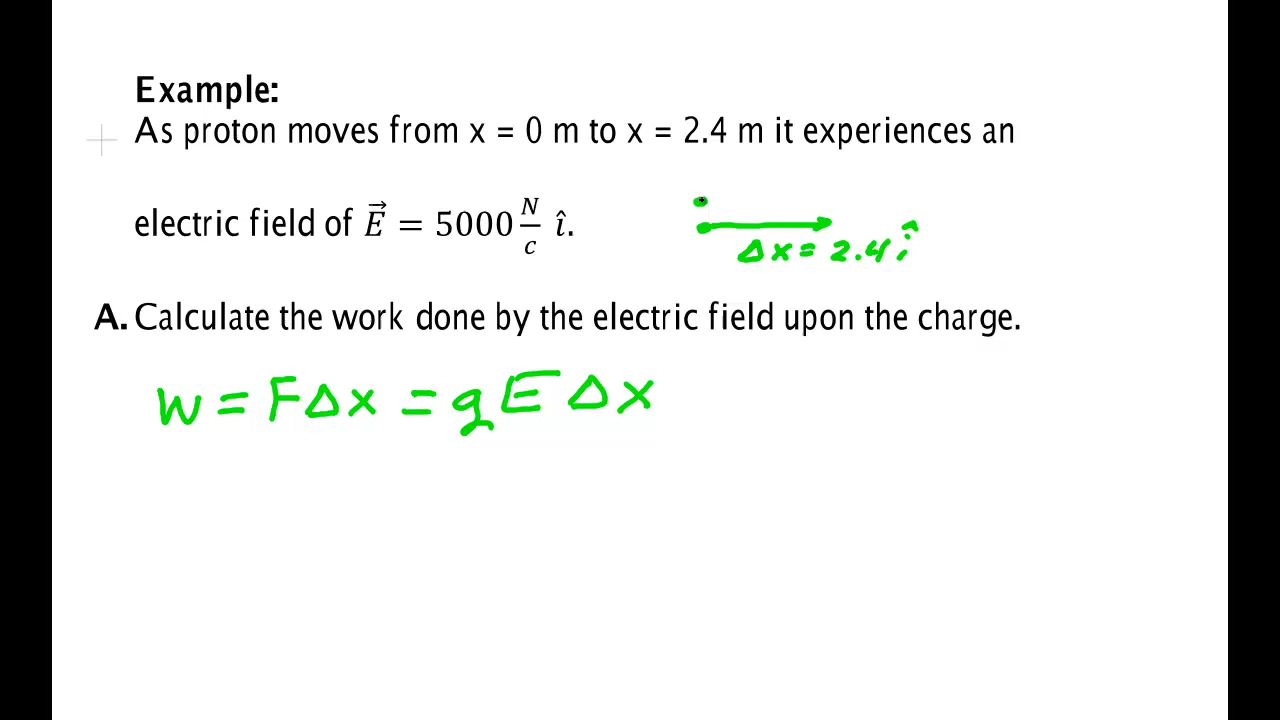 Example:
As proton moves from x = 0 m to x = 2.4 m it experiences an
electric field of E⃗ = 5000 N/c î.
Δx = 2.4 î
A. Calculate the work done by the electric field upon the charge.
W = FΔx = qEΔx